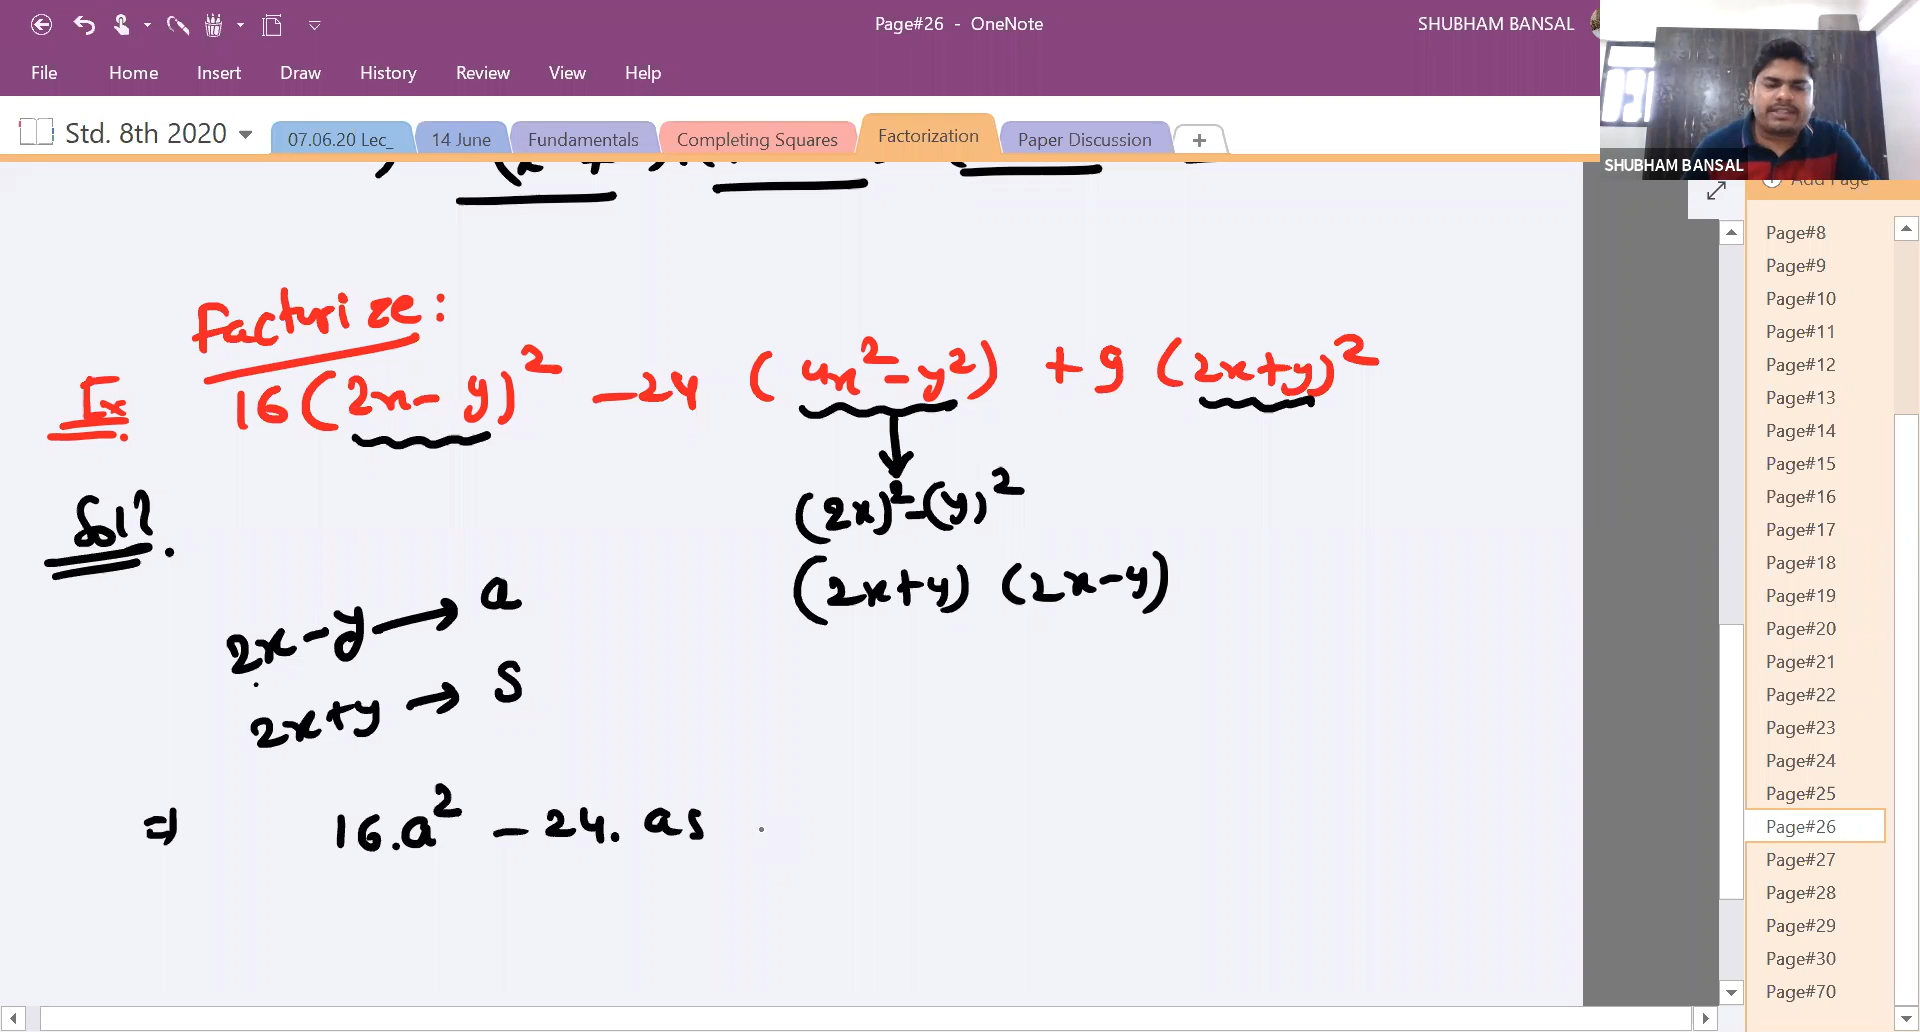 Page#26 - OneNote
SHUBHAM BANSAL
File Home Insert Draw History Review View Help
Std. 8th 2020
07.06.20 Lec_ 14 June Fundamentals Completing Squares Factorization Paper Discussion +
SHUBHAM BANSAL
Add Page
Factorize:
Ex 16(2x-y)² -24 (4x²-y²) +9 (2x+y)²
Sol?.
(2x)²-(y)²
(2x+y) (2x-y)
2x-y → a
2x+y → s
⇒ 16.a² - 24. as
Page#8
Page#9
Page#10
Page#11
Page#12
Page#13
Page#14
Page#15
Page#16
Page#17
Page#18
Page#19
Page#20
Page#21
Page#22
Page#23
Page#24
Page#25
Page#26
Page#27
Page#28
Page#29
Page#30
Page#70